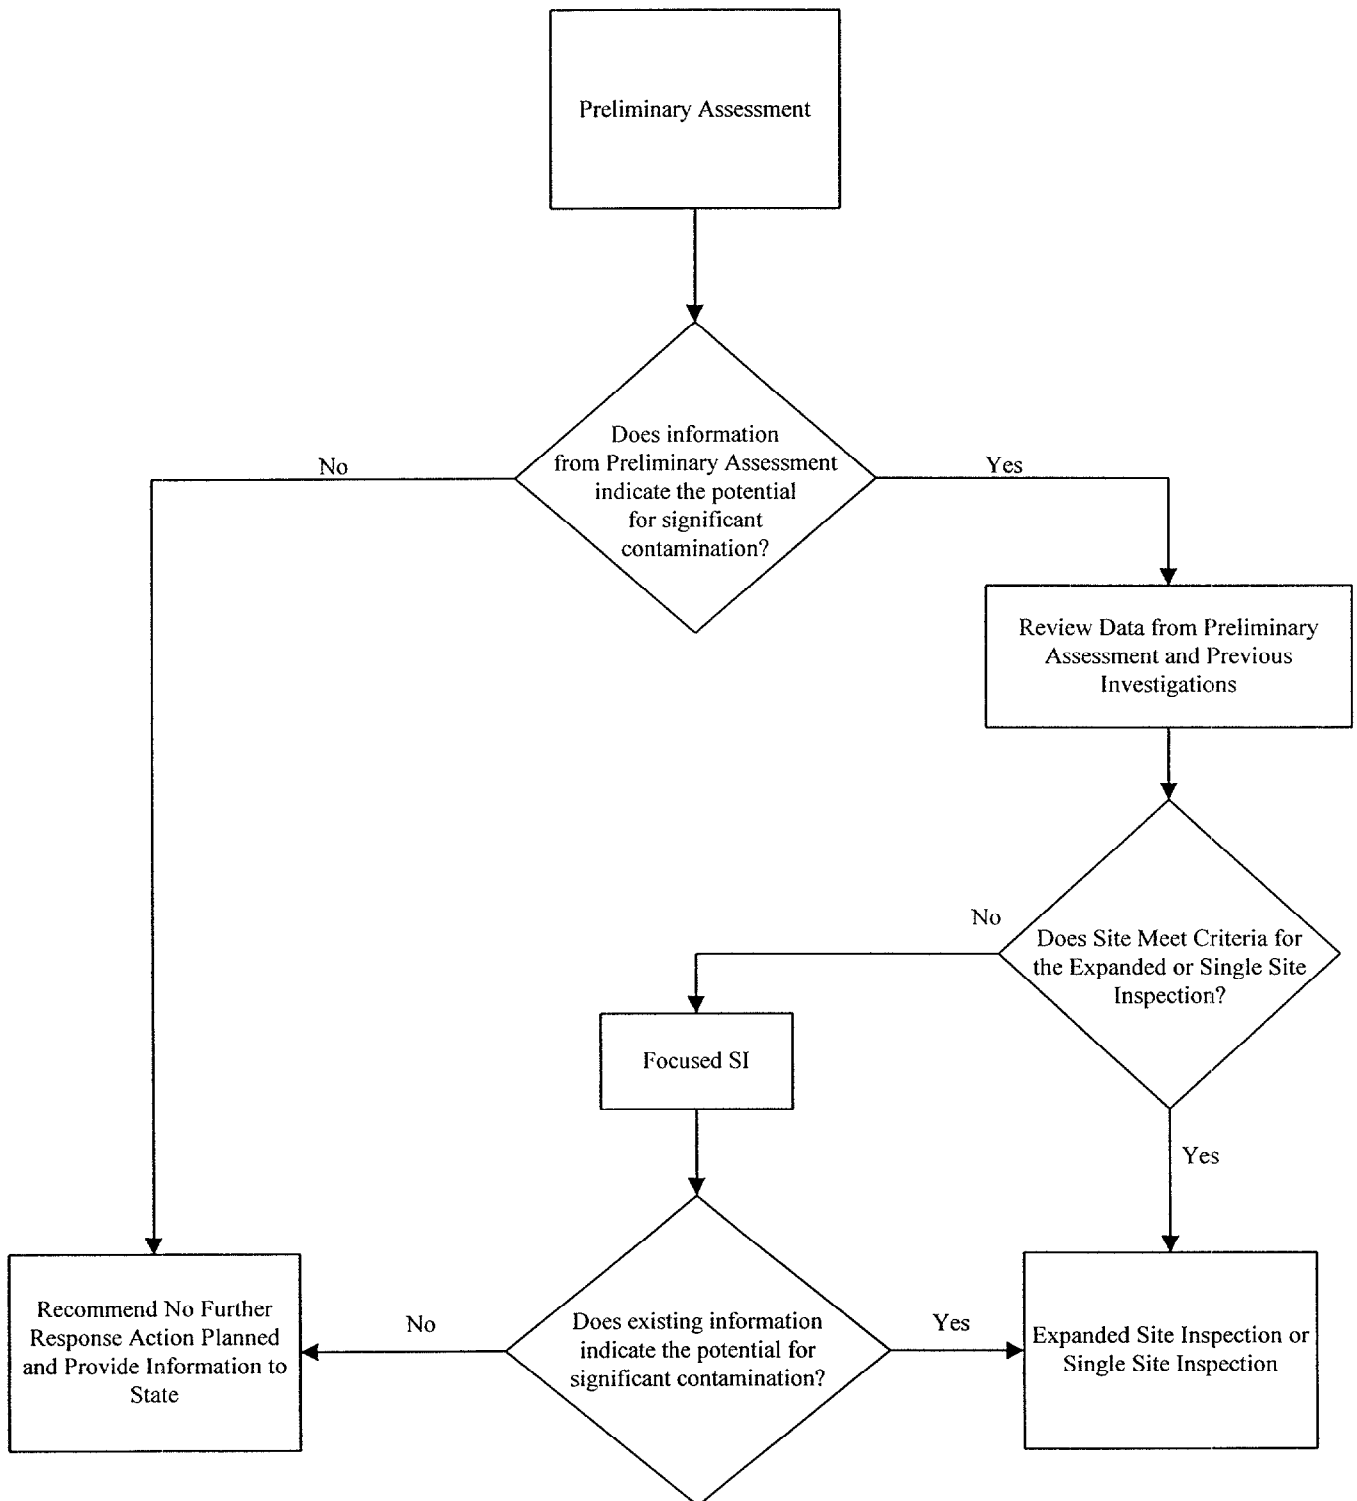 Preliminary Assessment
Does information
from Preliminary Assessment
indicate the potential
for significant
contamination?
No
Yes
Review Data from Preliminary
Assessment and Previous
Investigations
Does Site Meet Criteria for
the Expanded or Single Site
Inspection?
No
Yes
Focused SI
Does existing information
indicate the potential for
significant contamination?
No
Yes
Recommend No Further
Response Action Planned
and Provide Information to
State
Expanded Site Inspection or
Single Site Inspection